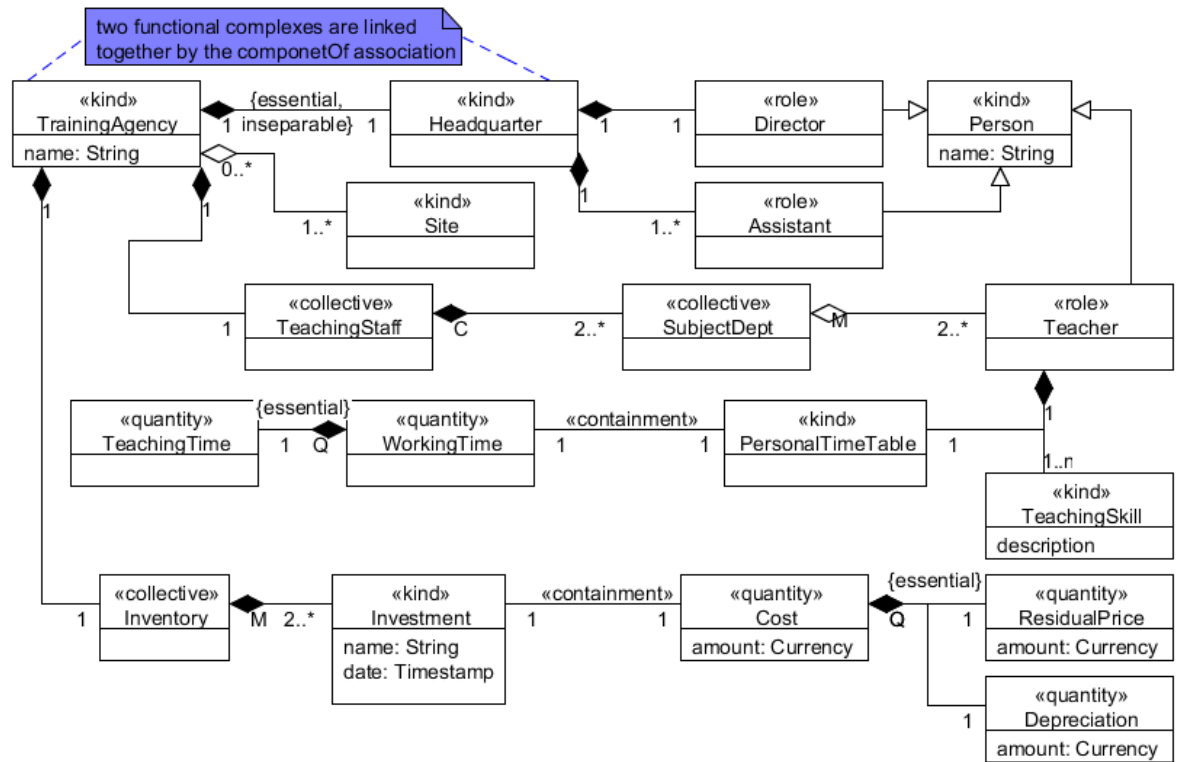 two functional complexes are linked
together by the componetOf association
«kind»
TrainingAgency
name: String
1
{essential,
inseparable}
1
«kind»
Headquarter
1
1
«role»
Director
«kind»
Person
name: String
0..*
1..*
«kind»
Site
1
1..*
«role»
Assistant
1
1
1
«collective»
TeachingStaff
C
2..*
«collective»
SubjectDept
M
2..*
«role»
Teacher
«quantity»
TeachingTime
{essential}
1
Q
«quantity»
WorkingTime
«containment»
1
1
«kind»
PersonalTimeTable
1
1
1..n
«kind»
TeachingSkill
description
1
«collective»
Inventory
M
2..*
«kind»
Investment
name: String
date: Timestamp
«containment»
1
1
«quantity»
Cost
amount: Currency
{essential}
Q
1
«quantity»
ResidualPrice
amount: Currency
1
«quantity»
Depreciation
amount: Currency